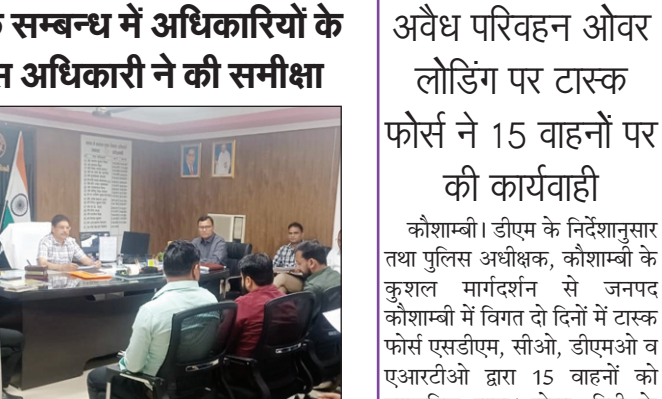 सम्बन्ध में अधिकारियों के
अधिकारी ने की समीक्षा
अवैध परिवहन ओवर
लोडिंग पर टास्क
फोर्स ने 15 वाहनों पर
की कार्यवाही
कौशाम्बी। डीएम के निर्देशानुसार
तथा पुलिस अधीक्षक, कौशाम्बी के
कुशल मार्गदर्शन से जनपद
कौशाम्बी में विगत दो दिनों में टास्क
फोर्स एसडीएम, सीओ, डीएमओ व
एआरटीओ द्वारा 15 वाहनों को